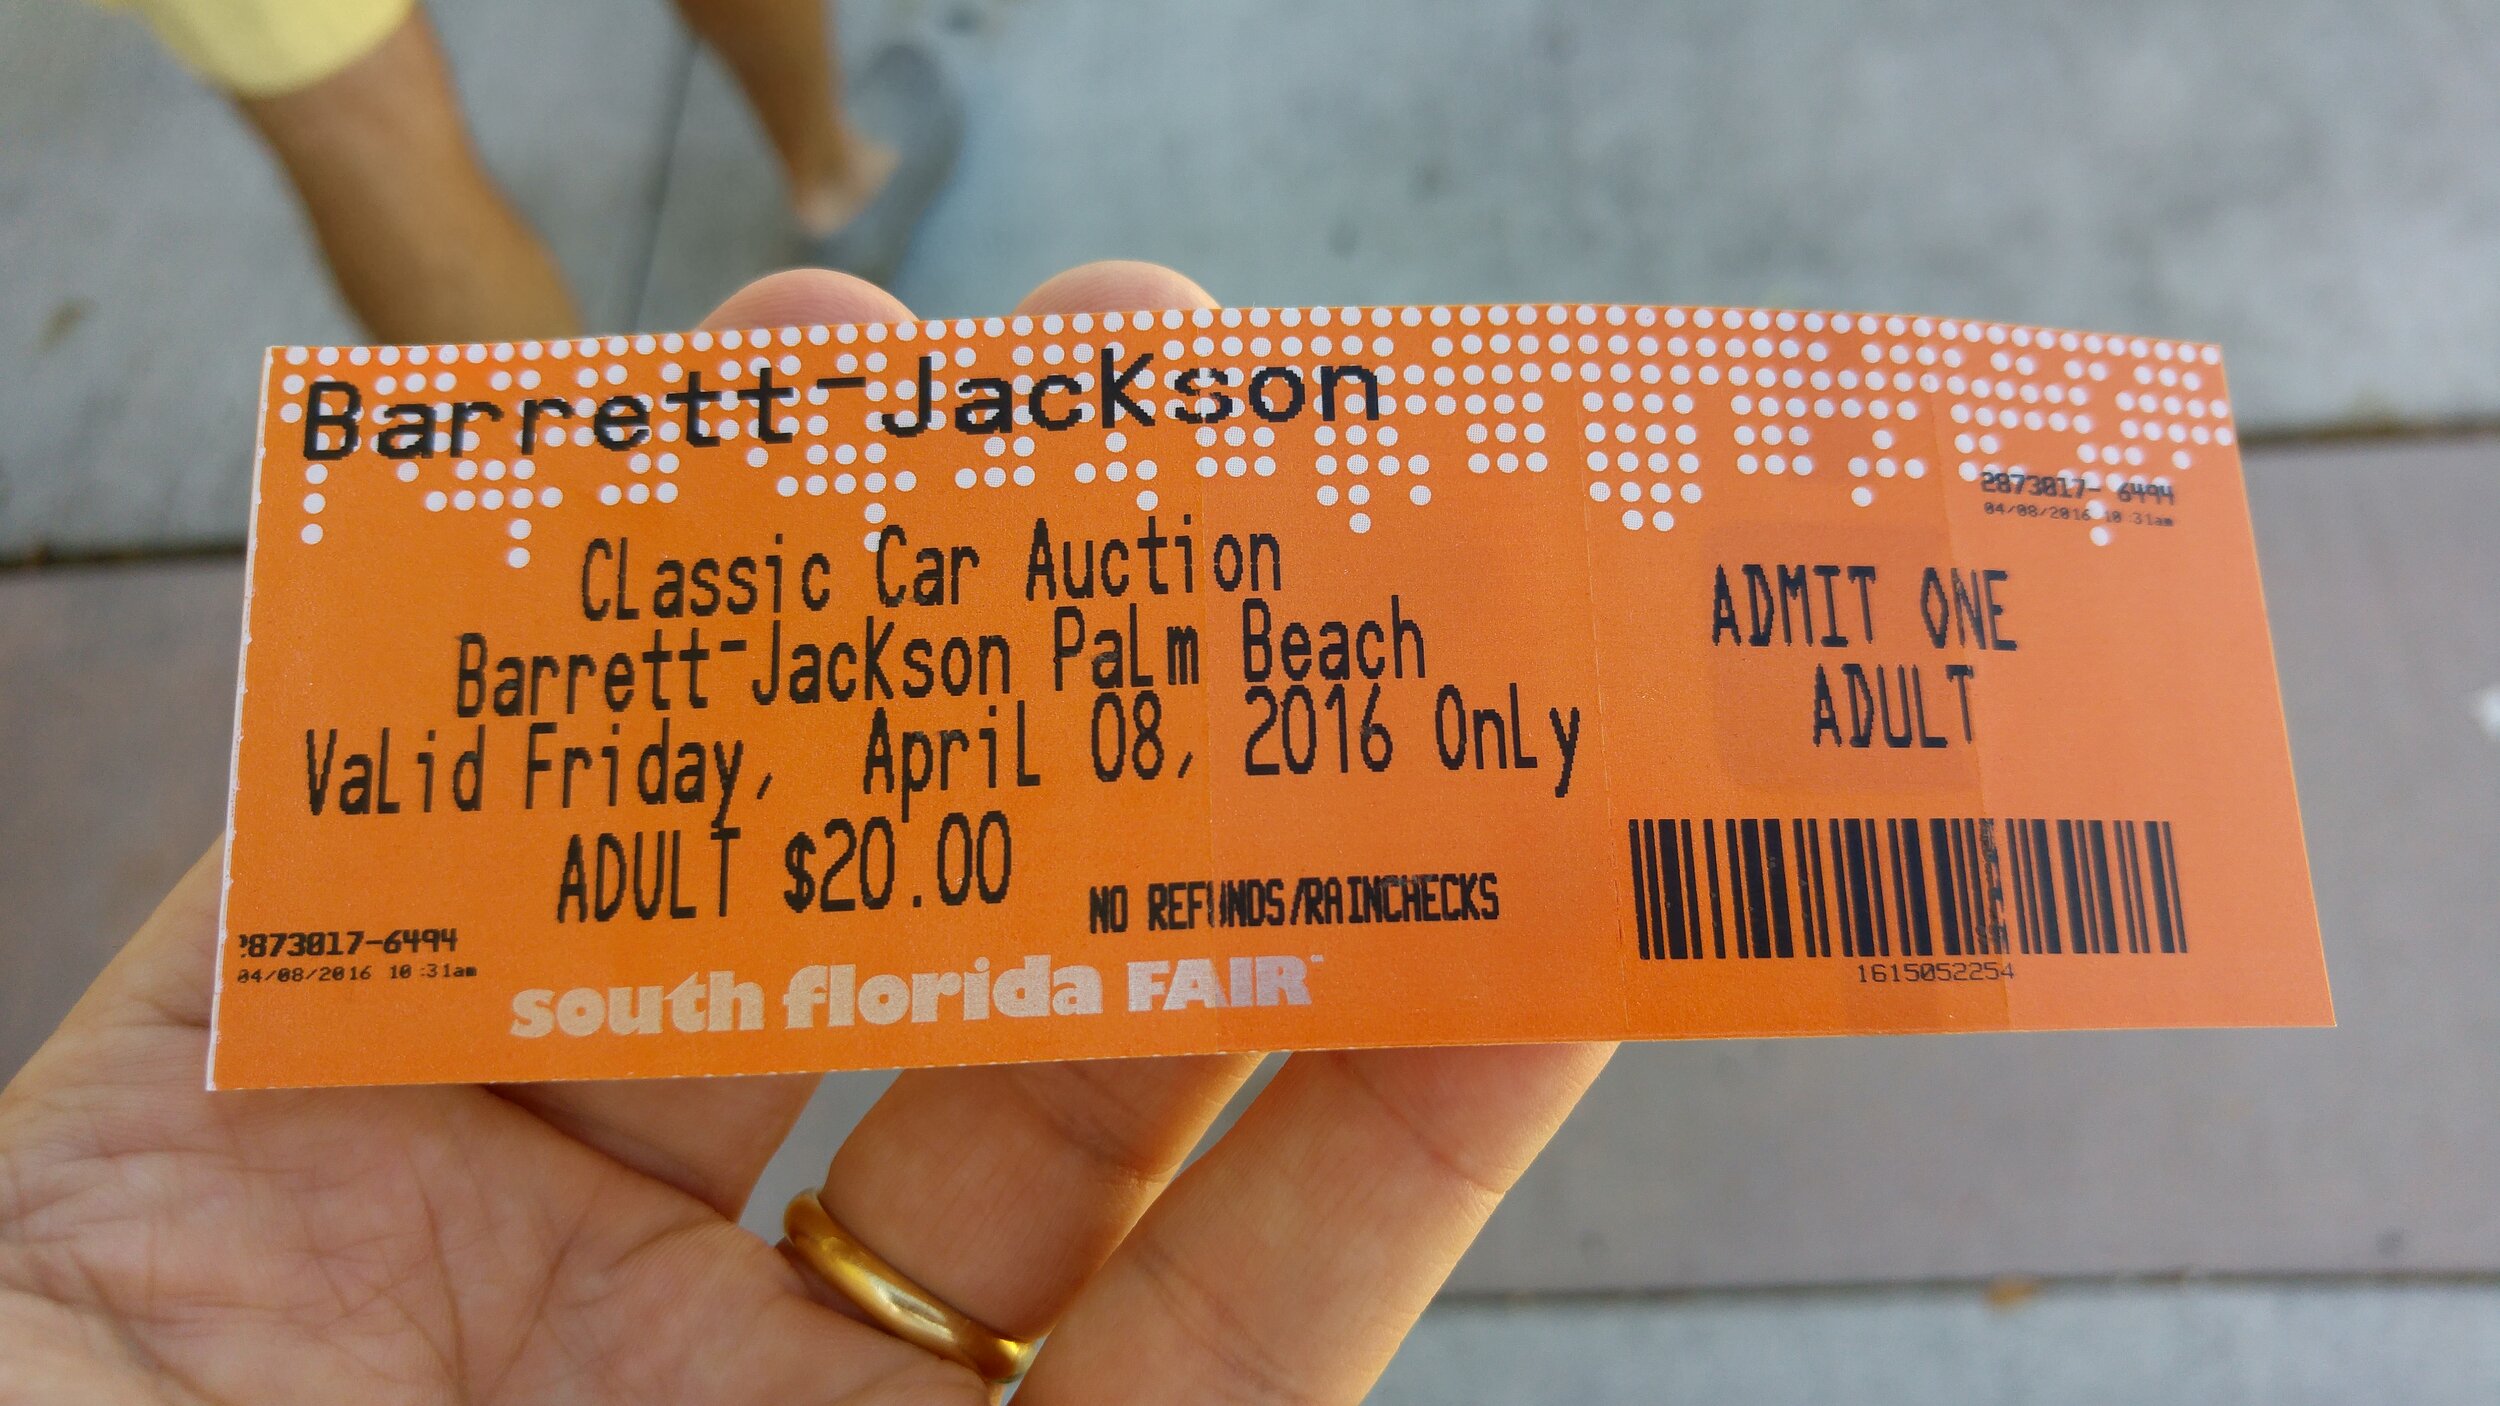 Barrett-Jackson
Classic Car Auction
Barrett-Jackson Palm Beach
Valid Friday, April 08, 2016 Only
ADULT $20.00
NO REFUNDS/RAINCHECKS
2873017-6494
04/08/2016 10:31am
south florida FAIR
2873017- 6494
04/08/2016 10:31am
ADMIT ONE
ADULT
1615052254